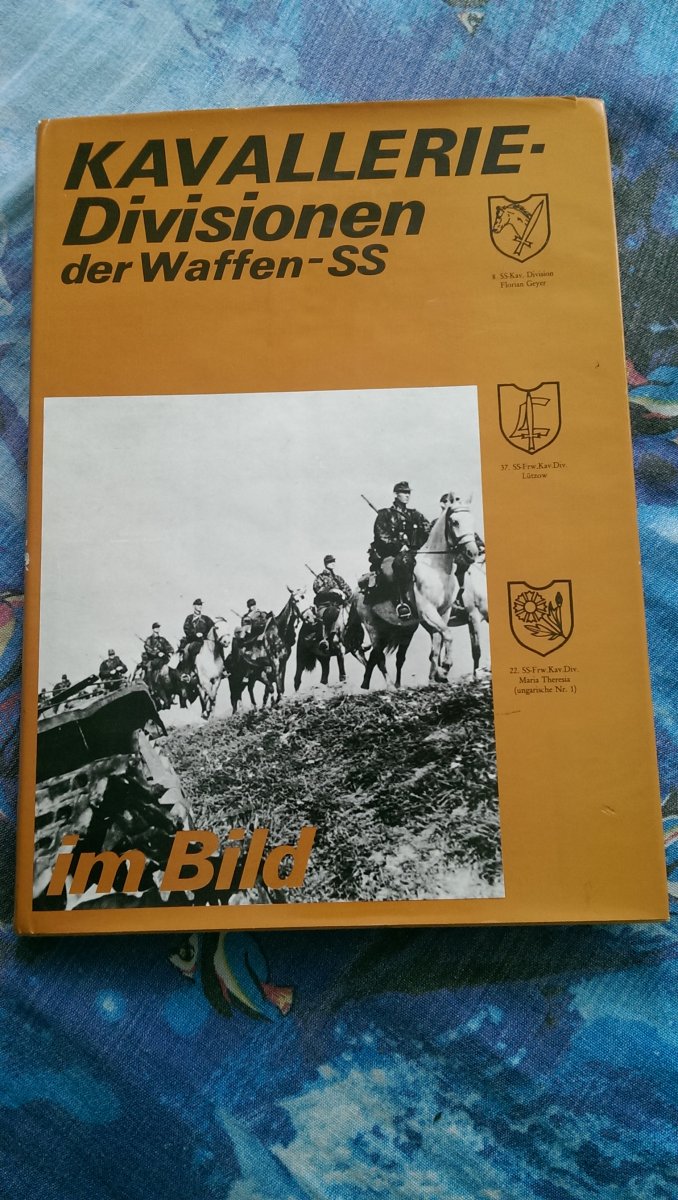 KAVALLERIE-
Divisionen
der Waffen-SS
8. SS-Kav. Division
Florian Geyer
37. SS-Frw.Kav.Div.
Lützow
22. SS-Frw.Kav.Div.
Maria Theresia
(ungarische Nr. 1)
im Bild